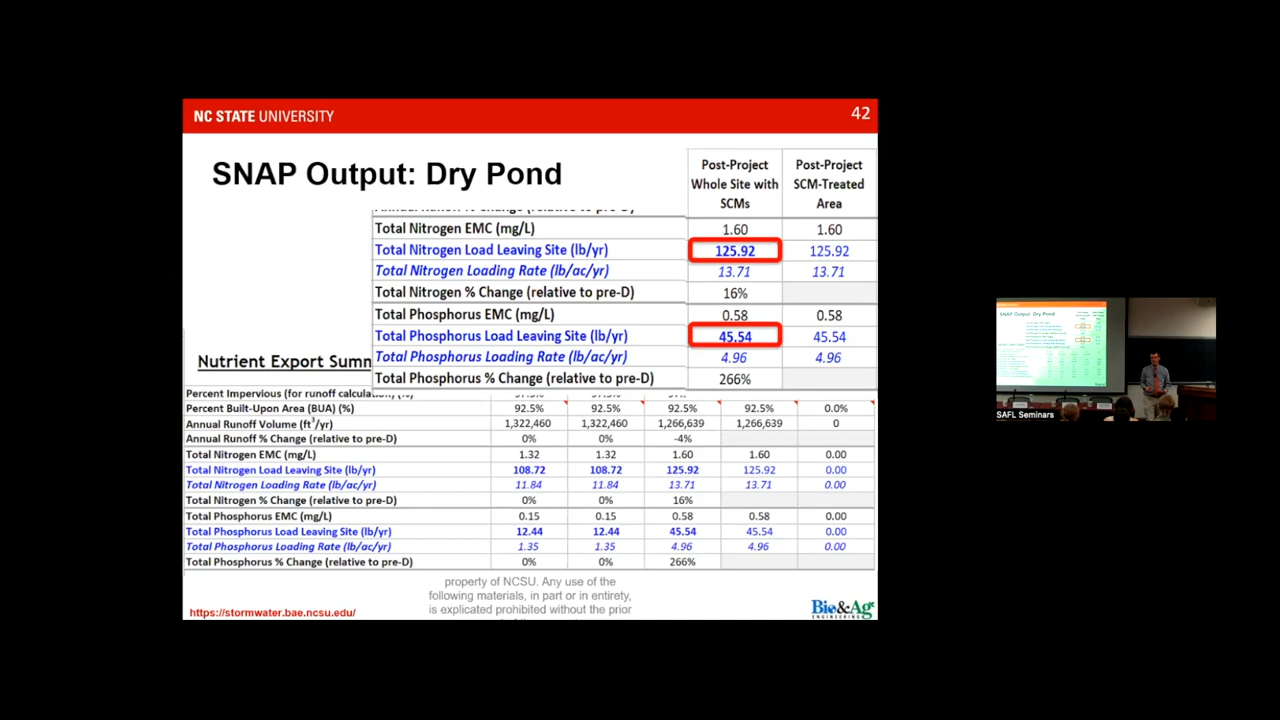 NC STATE UNIVERSITY
42
SNAP Output: Dry Pond
Post-Project Whole Site with SCMs
Post-Project SCM-Treated Area
Total Nitrogen EMC (mg/L) 1.60 1.60
Total Nitrogen Load Leaving Site (lb/yr) 125.92 125.92
Total Nitrogen Loading Rate (lb/ac/yr) 13.71 13.71
Total Nitrogen % Change (relative to pre-D) 16%
Total Phosphorus EMC (mg/L) 0.58 0.58
Total Phosphorus Load Leaving Site (lb/yr) 45.54 45.54
Total Phosphorus Loading Rate (lb/ac/yr) 4.96 4.96
Total Phosphorus % Change (relative to pre-D) 266%
Nutrient Export Summ
Percent Impervious (for runoff calculation) (%)
Percent Built-Upon Area (BUA) (%) 92.5% 92.5% 92.5% 92.5% 0.0%
Annual Runoff Volume (ft³/yr) 1,322,460 1,322,460 1,266,639 1,266,639 0
Annual Runoff % Change (relative to pre-D) 0% 0% -4%
Total Nitrogen EMC (mg/L) 1.32 1.32 1.60 1.60 0.00
Total Nitrogen Load Leaving Site (lb/yr) 108.72 108.72 125.92 125.92 0.00
Total Nitrogen Loading Rate (lb/ac/yr) 11.84 11.84 13.71 13.71 0.00
Total Nitrogen % Change (relative to pre-D) 0% 0% 16%
Total Phosphorus EMC (mg/L) 0.15 0.15 0.58 0.58 0.00
Total Phosphorus Load Leaving Site (lb/yr) 12.44 12.44 45.54 45.54 0.00
Total Phosphorus Loading Rate (lb/ac/yr) 1.35 1.35 4.96 4.96 0.00
Total Phosphorus % Change (relative to pre-D) 0% 0% 266%
property of NCSU. Any use of the
following materials, in part or in entirety,
is explicated prohibited without the prior
https://stormwater.bae.ncsu.edu/
Bio&Ag
ENGINEERING
SNAP Output: Dry Pond
SAFL Seminars